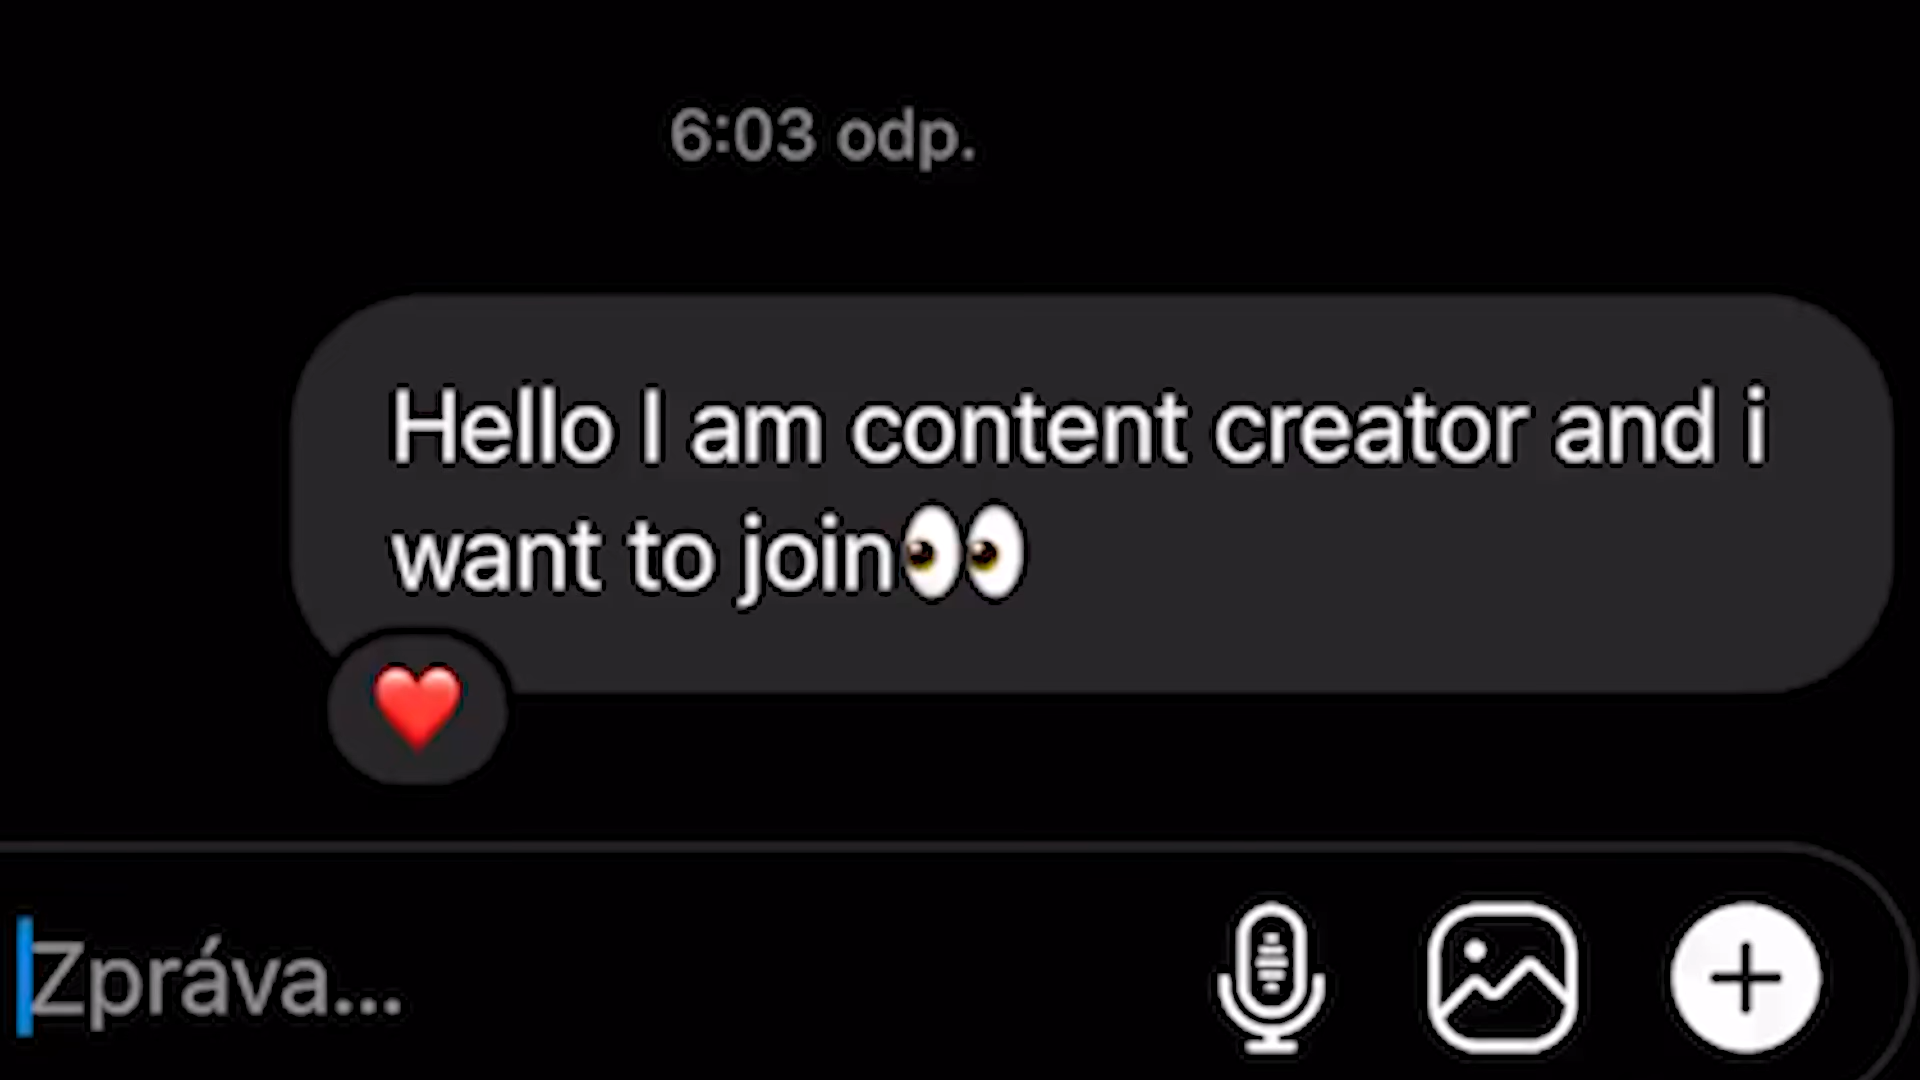 6:03 odp.
Hello I am content creator and i
want to join👀
❤️
Zpráva...